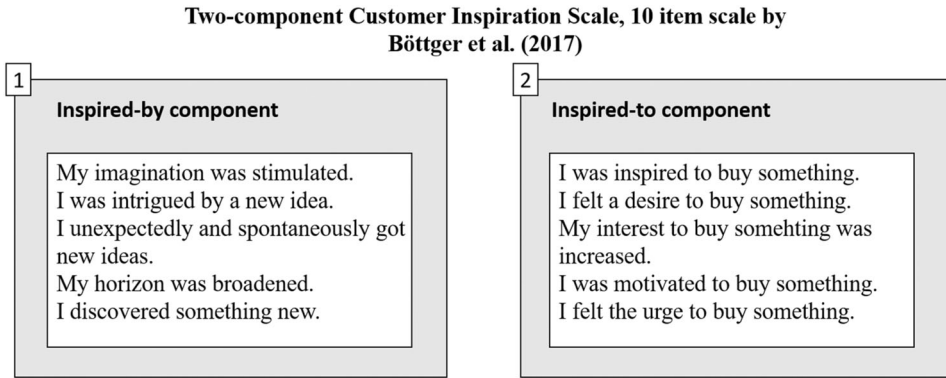 Two-component Customer Inspiration Scale, 10 item scale by
Böttger et al. (2017)
1
Inspired-by component
My imagination was stimulated.
I was intrigued by a new idea.
I unexpectedly and spontaneously got
new ideas.
My horizon was broadened.
I discovered something new.
2
Inspired-to component
I was inspired to buy something.
I felt a desire to buy something.
My interest to buy somehting was
increased.
I was motivated to buy something.
I felt the urge to buy something.